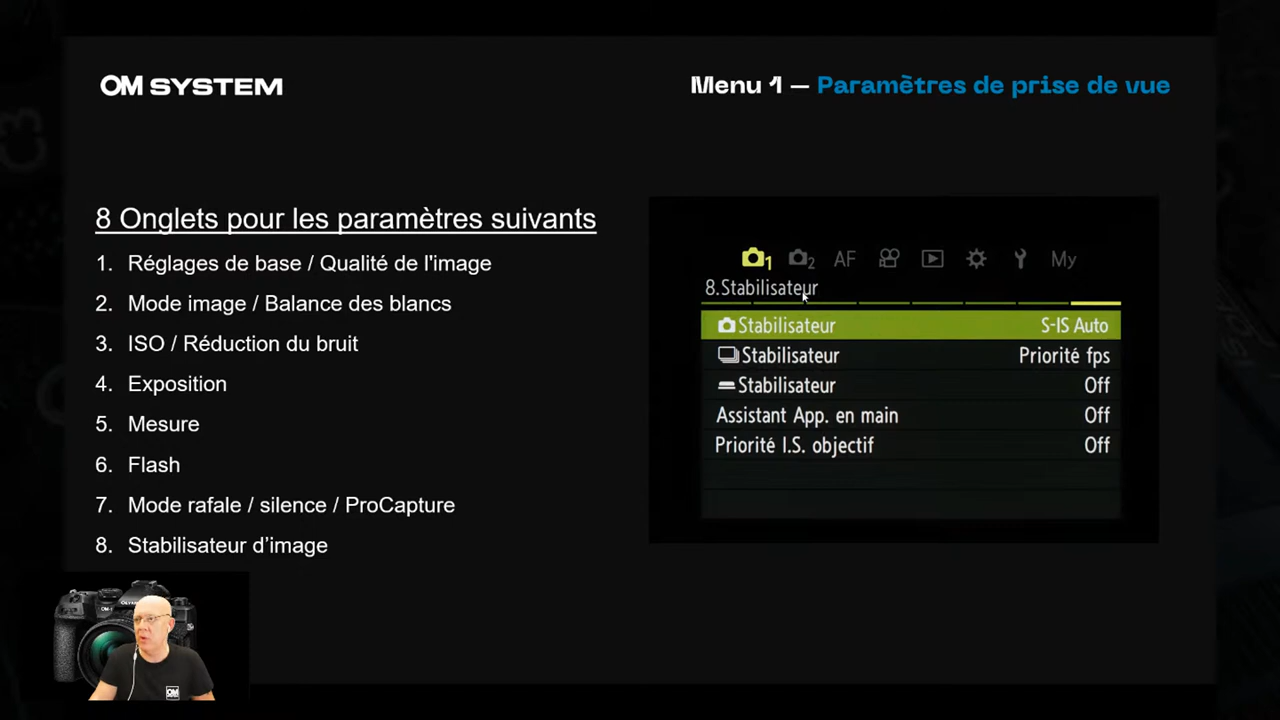 OM SYSTEM
Menu 1 — Paramètres de prise de vue
8 Onglets pour les paramètres suivants
1. Réglages de base / Qualité de l'image
2. Mode image / Balance des blancs
3. ISO / Réduction du bruit
4. Exposition
5. Mesure
6. Flash
7. Mode rafale / silence / ProCapture
8. Stabilisateur d’image
1 2 AF My
8.Stabilisateur
Stabilisateur S-IS Auto
Stabilisateur Priorité fps
Stabilisateur Off
Assistant App. en main Off
Priorité I.S. objectif Off
OM